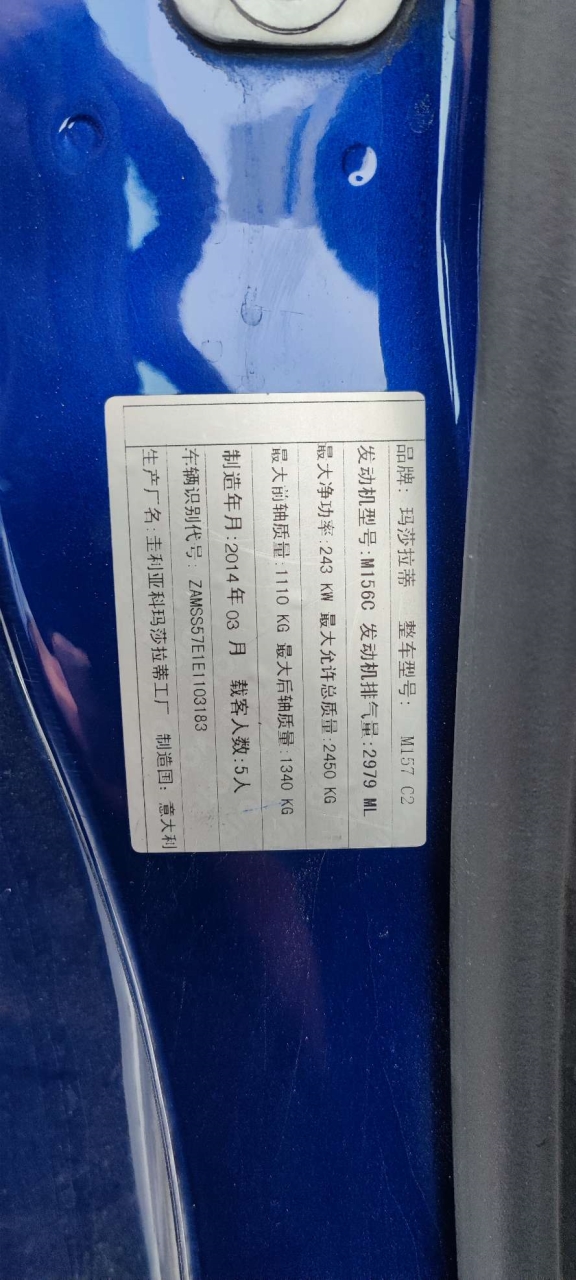 品牌: 玛莎拉蒂 整车型号: M157 C2
发动机型号:M156C 发动机排气量:2979 ML
最大净功率:243 KW 最大允许总质量:2450 KG
最大前轴质量:1110 KG 最大后轴质量:1340 KG
制造年月:2014年03月 载客人数:5人
车辆识别代号: ZAMSS57E1E1103183
生产厂名:圭利亚科玛莎拉蒂工厂 制造国: 意大利